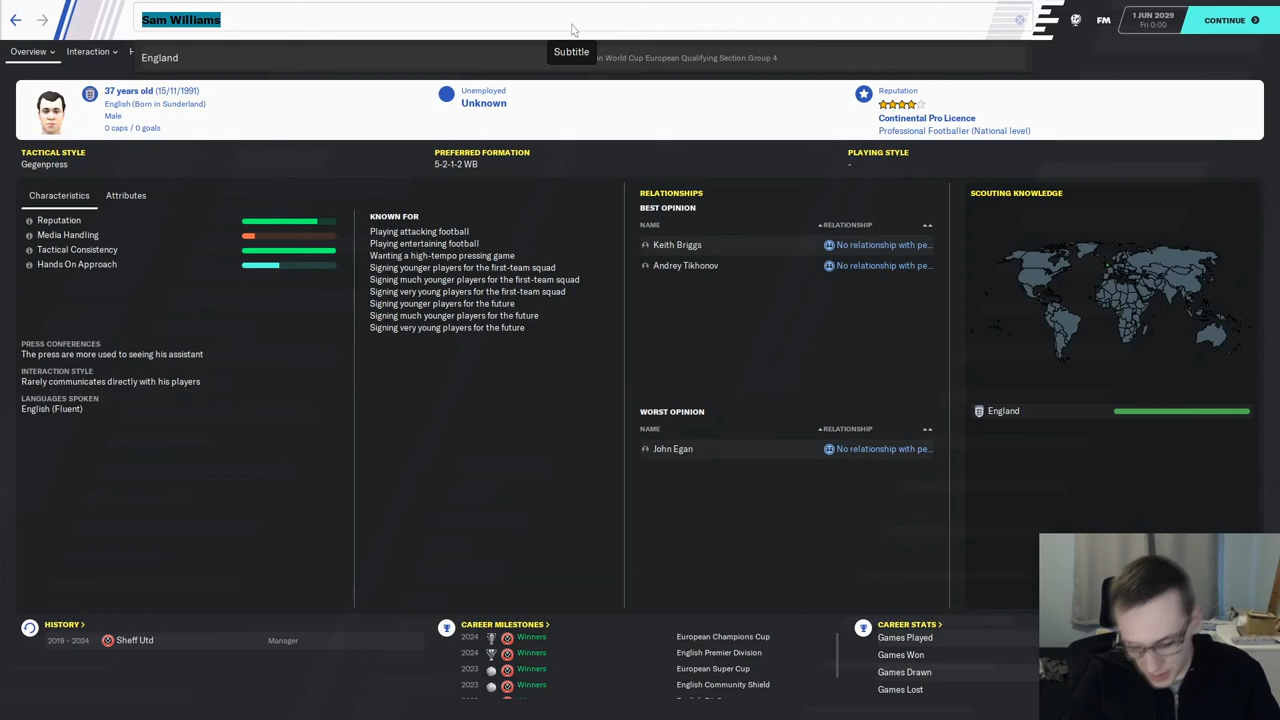 Sam Williams
FM
1 JUN 2029
Fri 0:00
CONTINUE
Overview
Interaction
H
Subtitle
England
in World Cup European Qualifying Section Group 4
37 years old (15/11/1991)
English (Born in Sunderland)
Male
0 caps / 0 goals
Unemployed
Unknown
Reputation
Continental Pro Licence
Professional Footballer (National level)
TACTICAL STYLE
Gegenpress
PREFERRED FORMATION
5-2-1-2 WB
PLAYING STYLE
-
Characteristics
Attributes
Reputation
Media Handling
Tactical Consistency
Hands On Approach
PRESS CONFERENCES
The press are more used to seeing his assistant
INTERACTION STYLE
Rarely communicates directly with his players
LANGUAGES SPOKEN
English (Fluent)
KNOWN FOR
Playing attacking football
Playing entertaining football
Wanting a high-tempo pressing game
Signing younger players for the first-team squad
Signing much younger players for the first-team squad
Signing very young players for the first-team squad
Signing younger players for the future
Signing much younger players for the future
Signing very young players for the future
RELATIONSHIPS
BEST OPINION
NAME RELATIONSHIP
Keith Briggs No relationship with pe...
Andrey Tikhonov No relationship with pe...
WORST OPINION
NAME RELATIONSHIP
John Egan No relationship with pe...
SCOUTING KNOWLEDGE
England
HISTORY >
2019 - 2024 Sheff Utd Manager
CAREER MILESTONES >
2024 Winners European Champions Cup
2024 Winners English Premier Division
2023 Winners European Super Cup
2023 Winners English Community Shield
CAREER STATS >
Games Played
Games Won
Games Drawn
Games Lost